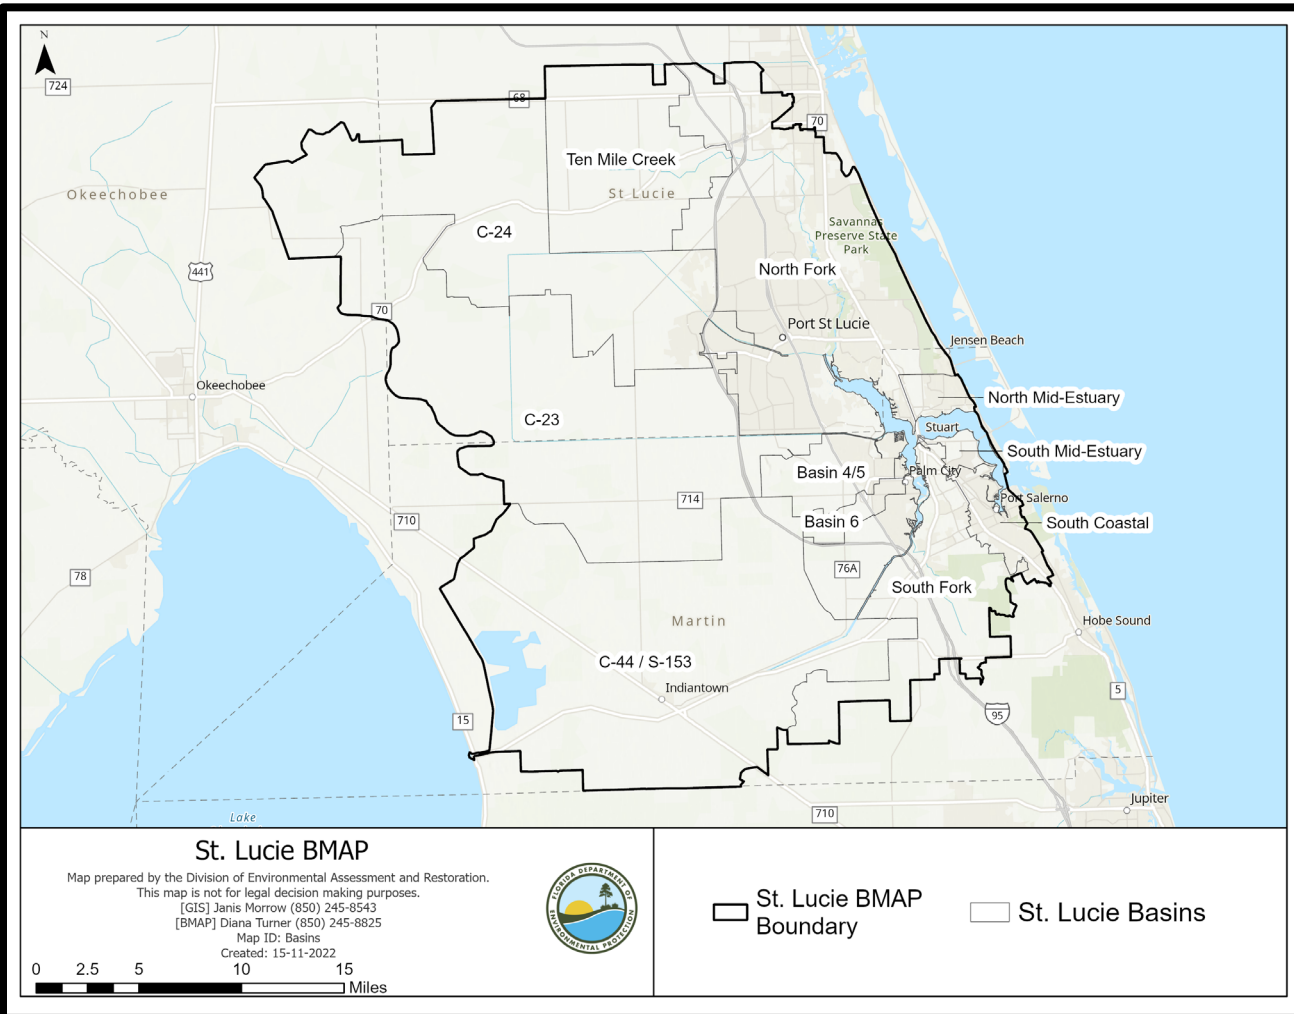 N
724
68
70
Ten Mile Creek
Okeechobee
St Lucie
Savannas
Preserve State
Park
C-24
441
North Fork
70
Port St Lucie
Jensen Beach
Okeechobee
North Mid-Estuary
C-23
Stuart
South Mid-Estuary
Basin 4/5
Palm City
714
Port Salerno
710
Basin 6
South Coastal
78
76A
South Fork
Martin
Hobe Sound
C-44 / S-153
Indiantown
5
15
95
Jupiter
710
Lake
St. Lucie BMAP
Map prepared by the Division of Environmental Assessment and Restoration.
This map is not for legal decision making purposes.
[GIS] Janis Morrow (850) 245-8543
[BMAP] Diana Turner (850) 245-8825
Map ID: Basins
Created: 15-11-2022
0 2.5 5 10 15
Miles
FLORIDA DEPARTMENT OF
ENVIRONMENTAL PROTECTION
St. Lucie BMAP
Boundary
St. Lucie Basins